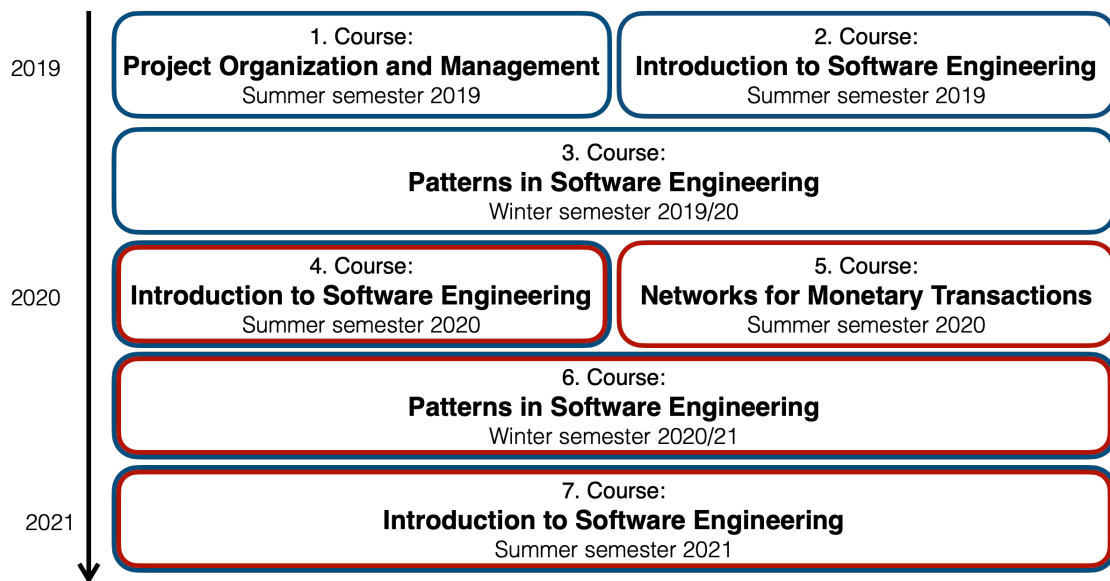 2019
1. Course:
Project Organization and Management
Summer semester 2019
2. Course:
Introduction to Software Engineering
Summer semester 2019
3. Course:
Patterns in Software Engineering
Winter semester 2019/20
2020
4. Course:
Introduction to Software Engineering
Summer semester 2020
5. Course:
Networks for Monetary Transactions
Summer semester 2020
6. Course:
Patterns in Software Engineering
Winter semester 2020/21
2021
7. Course:
Introduction to Software Engineering
Summer semester 2021